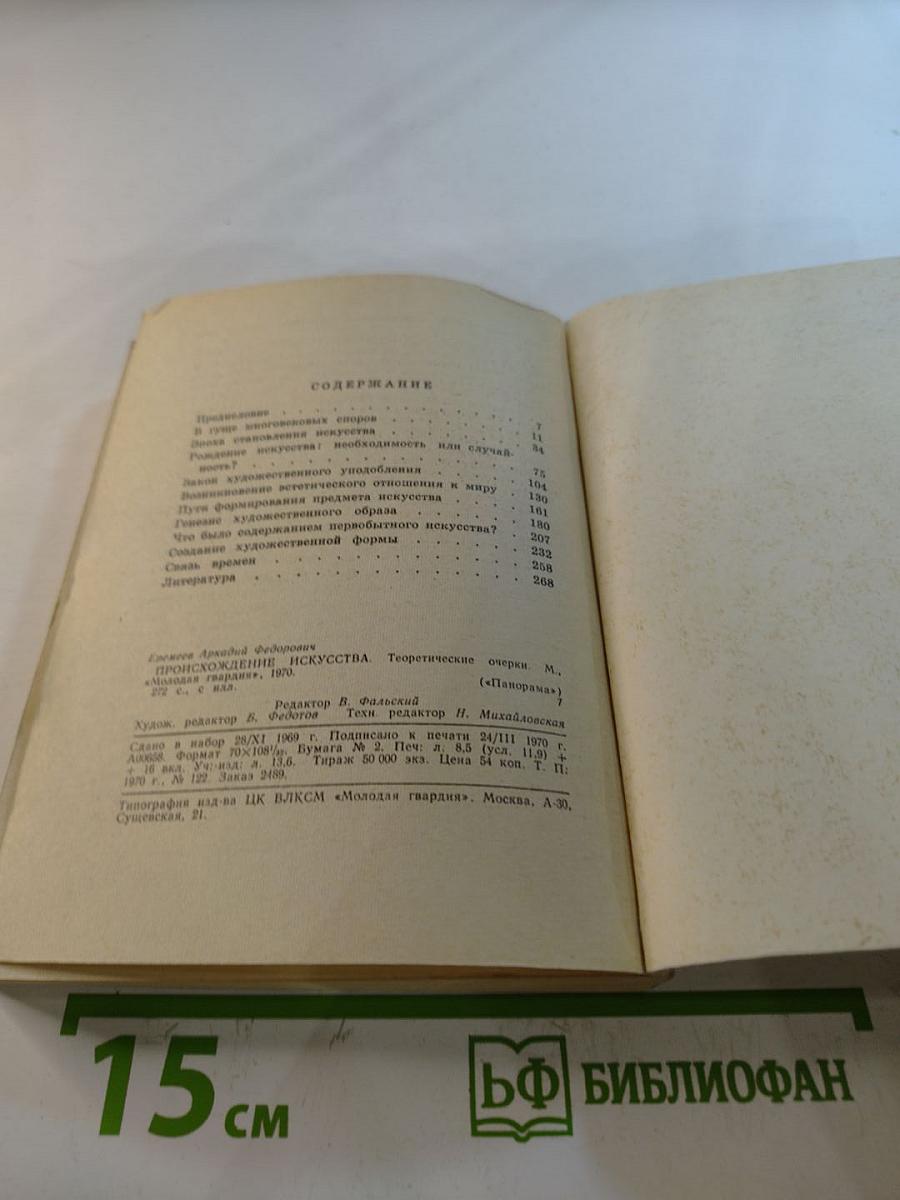 СОДЕРЖАНИЕ
Предисловие . . . . . . . . . . . . 7
В гуще многовековых споров . . . . . . . 11
Эпоха становления искусства . . . . . . . 34
Рождение искусства: необходимость или случай-
ность? . . . . . . . . . . . . . 75
Закон художественного уподобления . . . . . 104
Возникновение эстетического отношения к миру . 130
Пути формирования предмета искусства . . . . 161
Генезис художественного образа . . . . . . 180
Что было содержанием первобытного искусства? . 207
Создание художественной формы . . . . . . 232
Связь времен . . . . . . . . . . . 258
Литература . . . . . . . . . . . . 268
Еремеев Аркадий Федорович
ПРОИСХОЖДЕНИЕ ИСКУССТВА. Теоретические очерки. М.,
«Молодая гвардия», 1970.
272 с., с илл. («Панорама»)
7
Редактор В. Фальский
Худож. редактор Б. Федотов Техн. редактор Н. Михайловская
Сдано в набор 28/XI 1969 г. Подписано к печати 24/III 1970 г.
А00658. Формат 70×108¹/₃₂. Бумага № 2. Печ. л. 8,5 (усл. 11,9) +
+ 16 вкл. Уч.-изд. л. 13,6. Тираж 50 000 экз. Цена 54 коп. Т. П.
1970 г., № 122. Заказ 2489.
Типография изд-ва ЦК ВЛКСМ «Молодая гвардия». Москва, А-30,
Сущевская, 21.
15 см
БФ БИБЛИОФАН